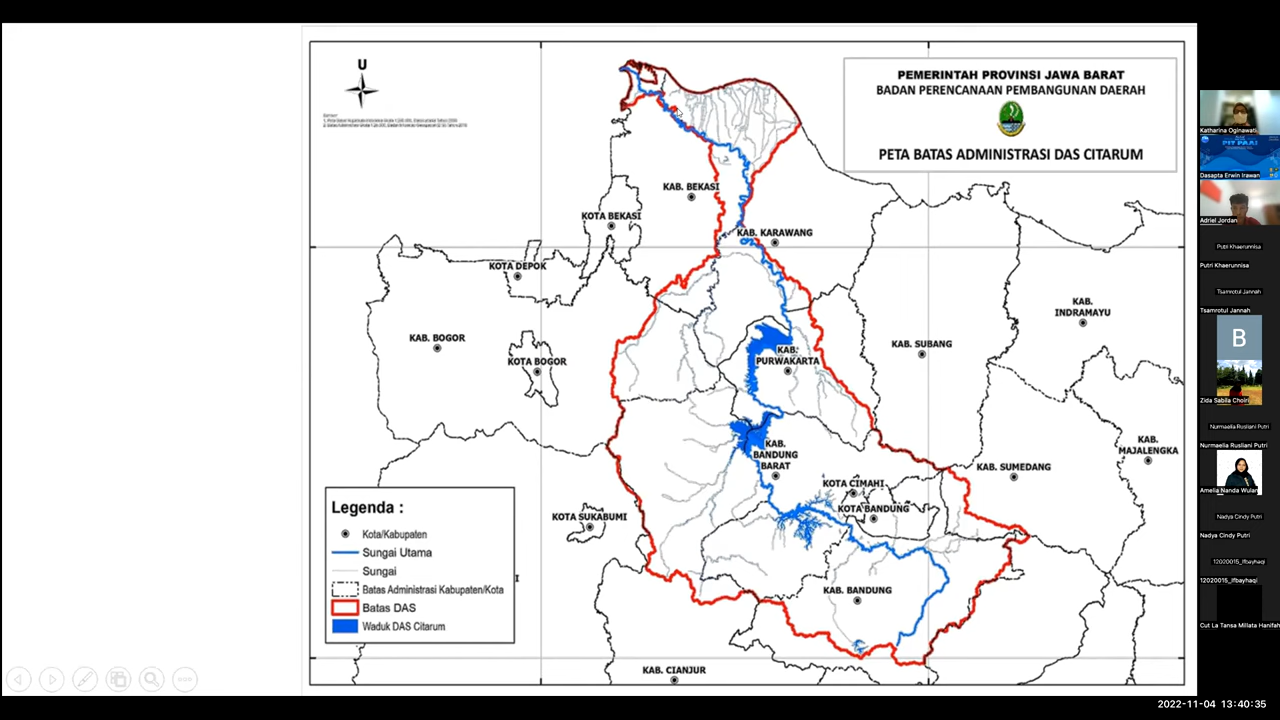 U
PEMERINTAH PROVINSI JAWA BARAT
BADAN PERENCANAAN PEMBANGUNAN DAERAH
PETA BATAS ADMINISTRASI DAS CITARUM
KAB. BEKASI
KOTA BEKASI
KAB. KARAWANG
KOTA DEPOK
KAB. INDRAMAYU
KAB. BOGOR
KOTA BOGOR
KAB. PURWAKARTA
KAB. SUBANG
KAB. BANDUNG BARAT
KAB. MAJALENGKA
KAB. SUMEDANG
KOTA CIMAHI
KOTA BANDUNG
KOTA SUKABUMI
KAB. BANDUNG
KAB. CIANJUR
Legenda :
Kota/Kabupaten
Sungai Utama
Sungai
Batas Administrasi Kabupaten/Kota
Batas DAS
Waduk DAS Citarum
Katharina Oginawati
PIT PAAI
Dasapta Erwin Irawan
Adriel Jordan
Putri Khaerunnisa
Putri Khaerunnisa
Tsamrotul Jannah
Tsamrotul Jannah
B
Zida Sabila Choiri
Nurmaelia Rusliani Putri
Nurmaelia Rusliani Putri
Amelia Nanda Wulan
Nadya Cindy Putri
Nadya Cindy Putri
12020015_Ifbayhaqi
12020015_Ifbayhaqi
Cut La Tansa Millata Hanifah
2022-11-04 13:40:35